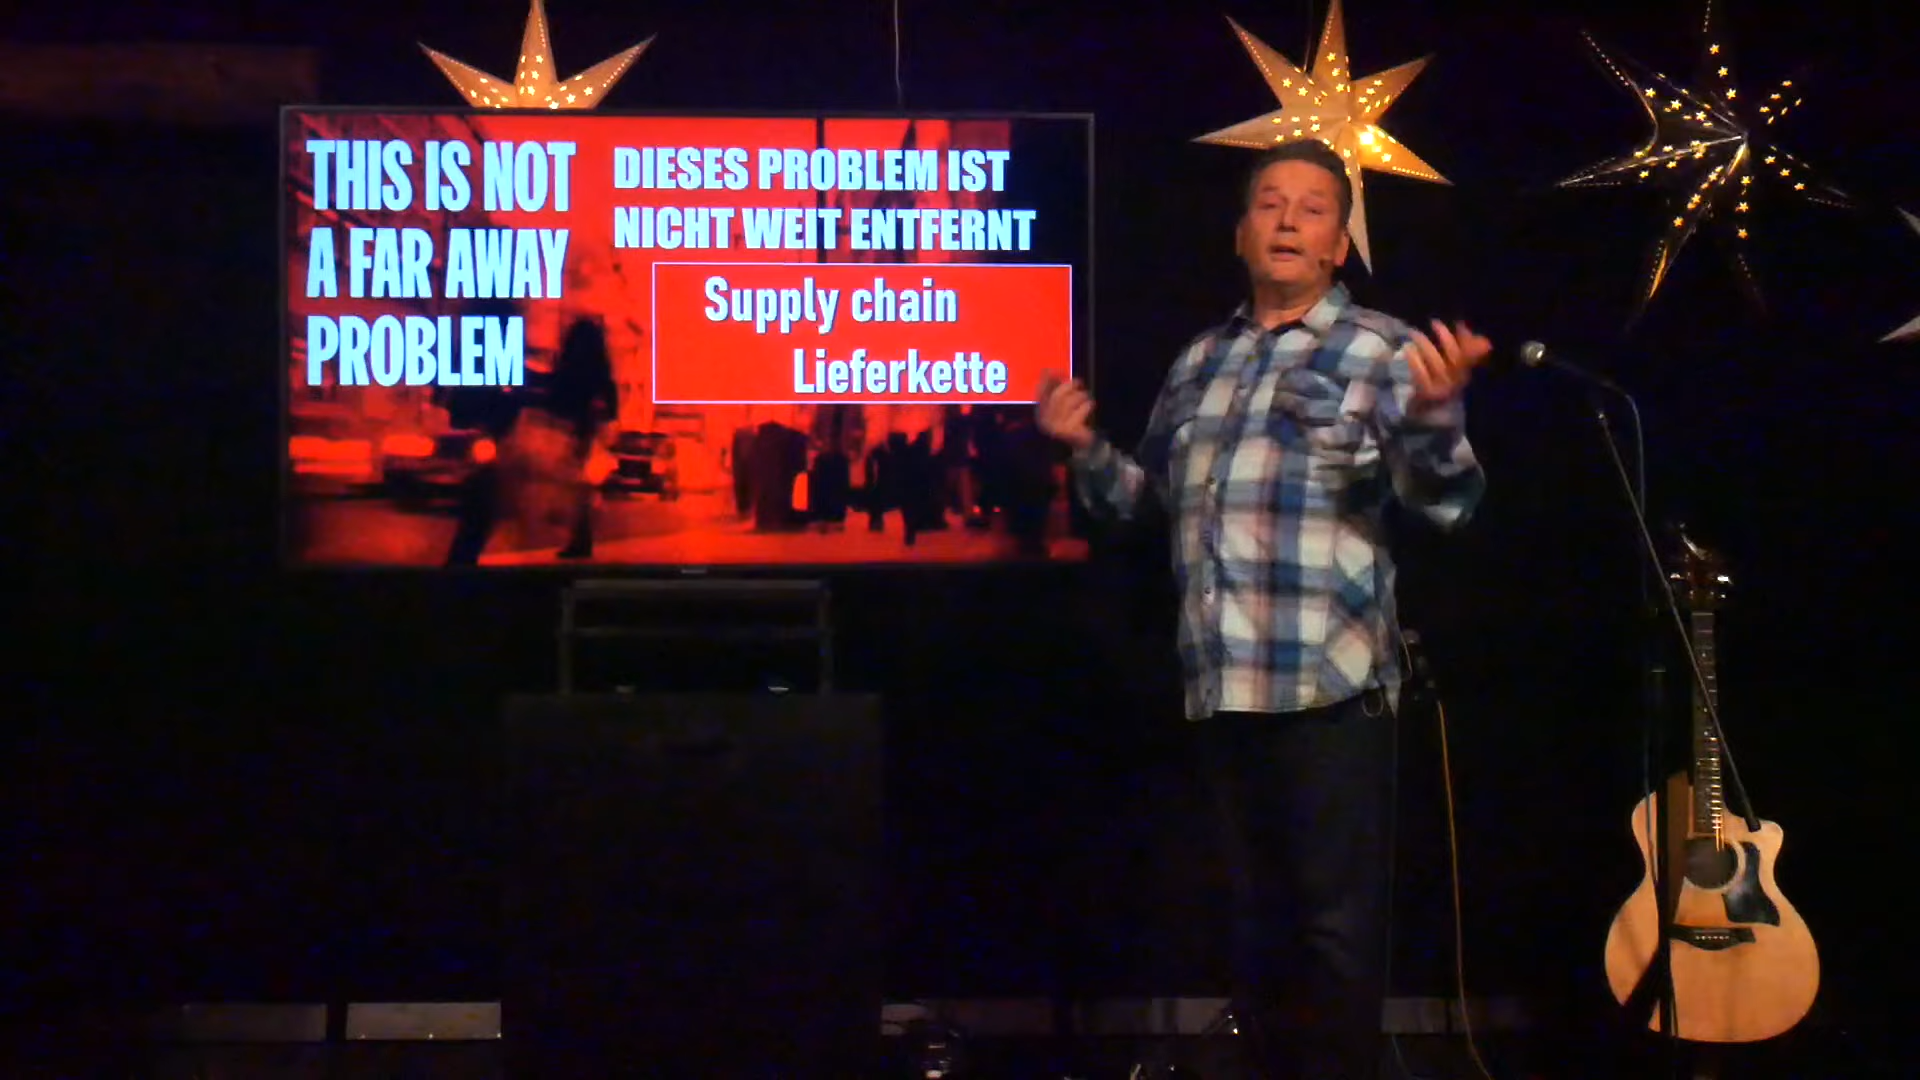 THIS IS NOT
A FAR AWAY
PROBLEM
DIESES PROBLEM IST
NICHT WEIT ENTFERNT
Supply chain
Lieferkette